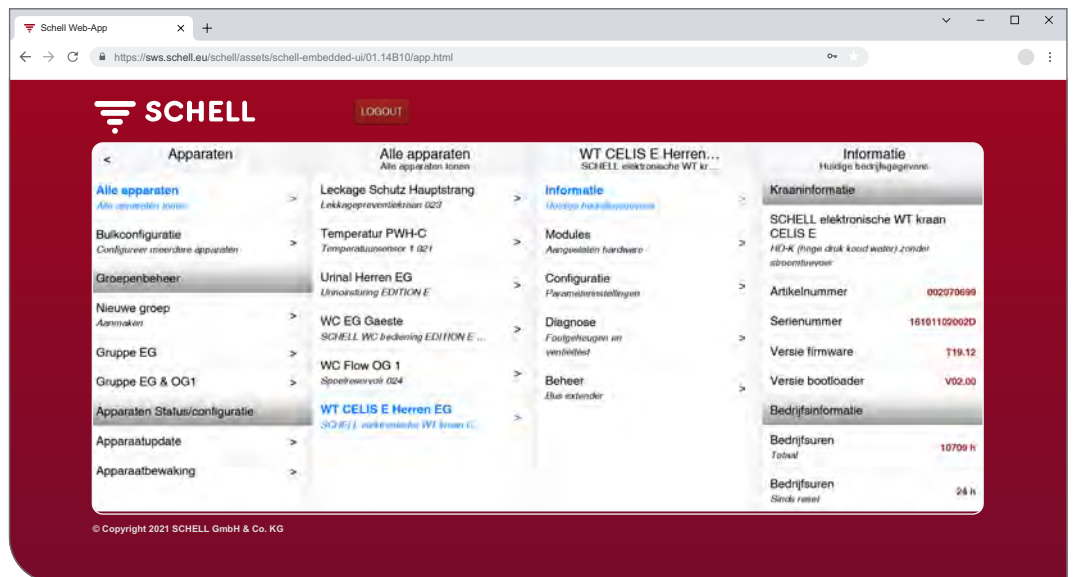 Schell Web-App
https://sws.schell.eu/schell/assets/schell-embedded-ui/01.14B10/app.html
SCHELL
LOGOUT
<
Apparaten
Alle apparaten
Alle apparaten tonen
>
Bulkconfiguratie
Configureer meerdere apparaten
>
Groepenbeheer
Nieuwe groep
Aanmaken
>
Gruppe EG
>
Gruppe EG & OG1
>
Apparaten Status/configuratie
Apparaatupdate
>
Apparaatbewaking
>
Alle apparaten
Alle apparaten tonen
Leckage Schutz Hauptstrang
Lekkagepreventiekraan 023
>
Temperatur PWH-C
Temperatuursensor 1 021
>
Urinal Herren EG
Urinoirsturing EDITION E
>
WC EG Gaeste
SCHELL WC bediening EDITION E ...
>
WC Flow OG 1
Spoelreservoir 024
>
WT CELIS E Herren EG
SCHELL elektronische WT kraan C...
>
WT CELIS E Herren...
SCHELL elektronische WT kr...
Informatie
Huidige bedrijfsgegevens
>
Modules
Aangesloten hardware
>
Configuratie
Parameterinstellingen
>
Diagnose
Foutgeheugen en
ventieltest
>
Beheer
Bus extender
>
Informatie
Huidige bedrijfsgegevens
Kraaninformatie
SCHELL elektronische WT kraan
CELIS E
HD-K (hoge druk koud water) zonder
stroomtoevoer
Artikelnummer 002070699
Serienummer 16101102002D
Versie firmware T19.12
Versie bootloader V02.00
Bedrijfsinformatie
Bedrijfsuren 10709 h
Totaal
Bedrijfsuren 24 h
Sinds reset
© Copyright 2021 SCHELL GmbH & Co. KG